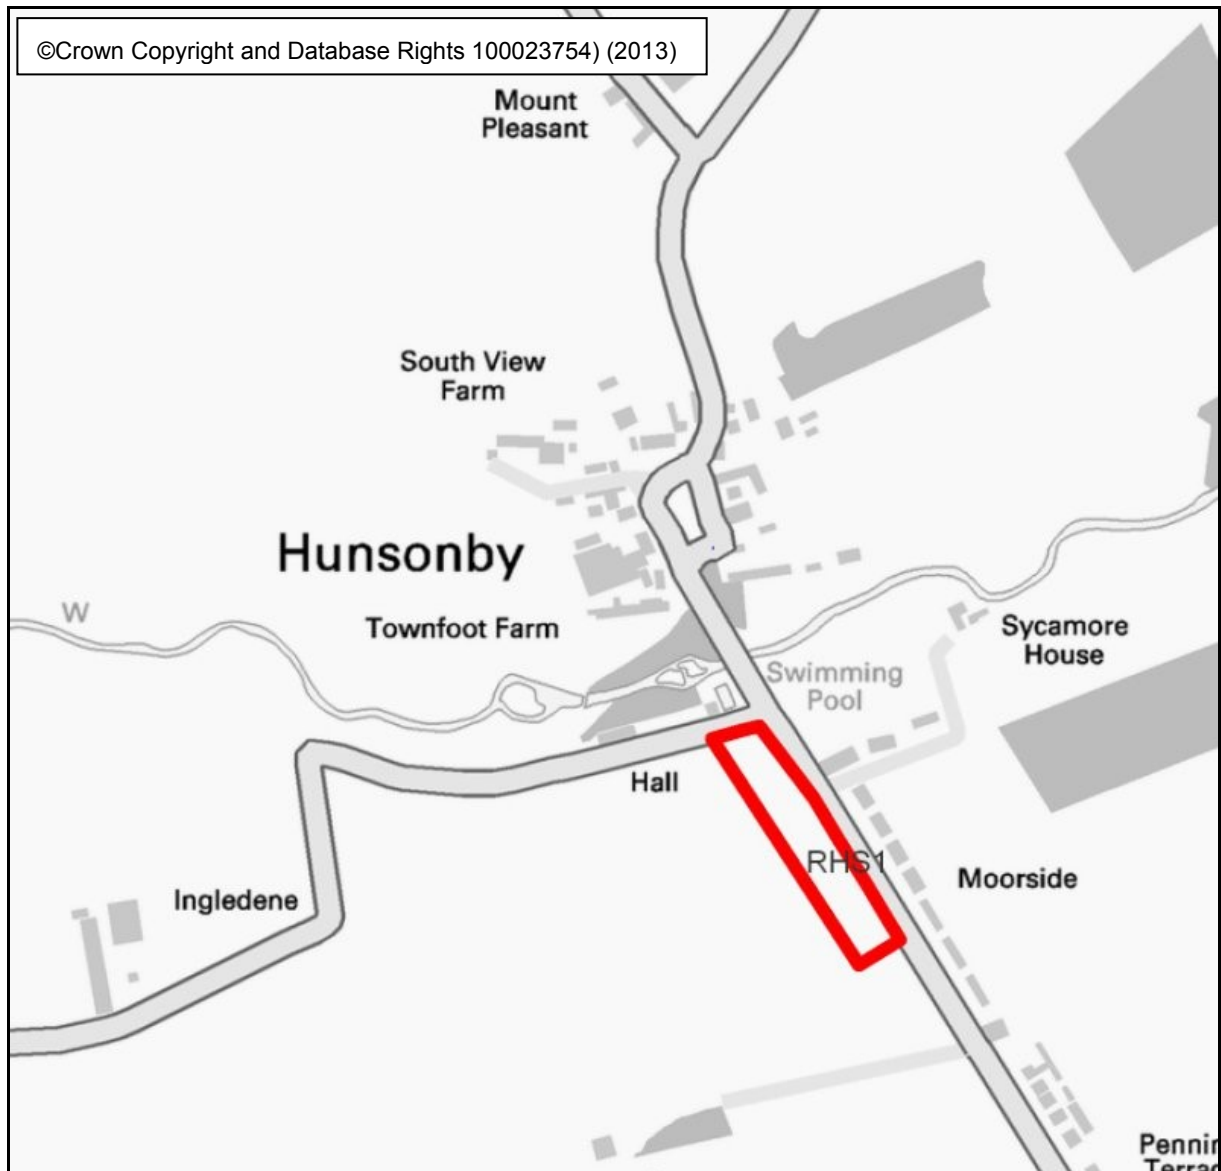 ©Crown Copyright and Database Rights 100023754) (2013)
Mount
Pleasant
South View
Farm
Hunsonby
W
Townfoot Farm
Sycamore
House
Swimming
Pool
Hall
RHS1
Moorside
Ingledene